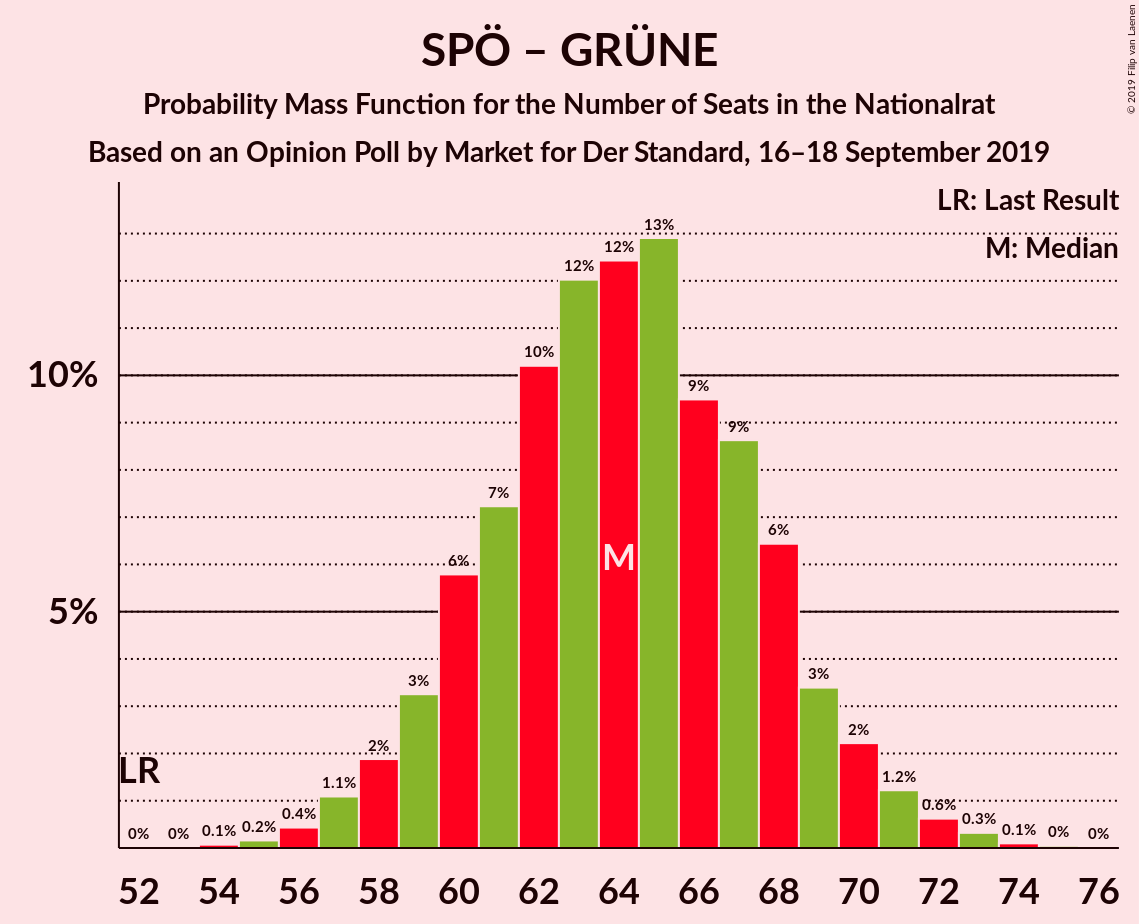 SPÖ – GRÜNE
Probability Mass Function for the Number of Seats in the Nationalrat
Based on an Opinion Poll by Market for Der Standard, 16–18 September 2019
© 2019 Filip van Laenen
LR: Last Result
M: Median
13%
12%
12%
10%
10%
9%
9%
7%
6%
6%
M
5%
3%
3%
2%
2%
LR
1.1%
1.2%
0.4%
0.6%
0% 0% 0.1% 0.2% 0.3% 0.1% 0% 0%
52 54 56 58 60 62 64 66 68 70 72 74 76